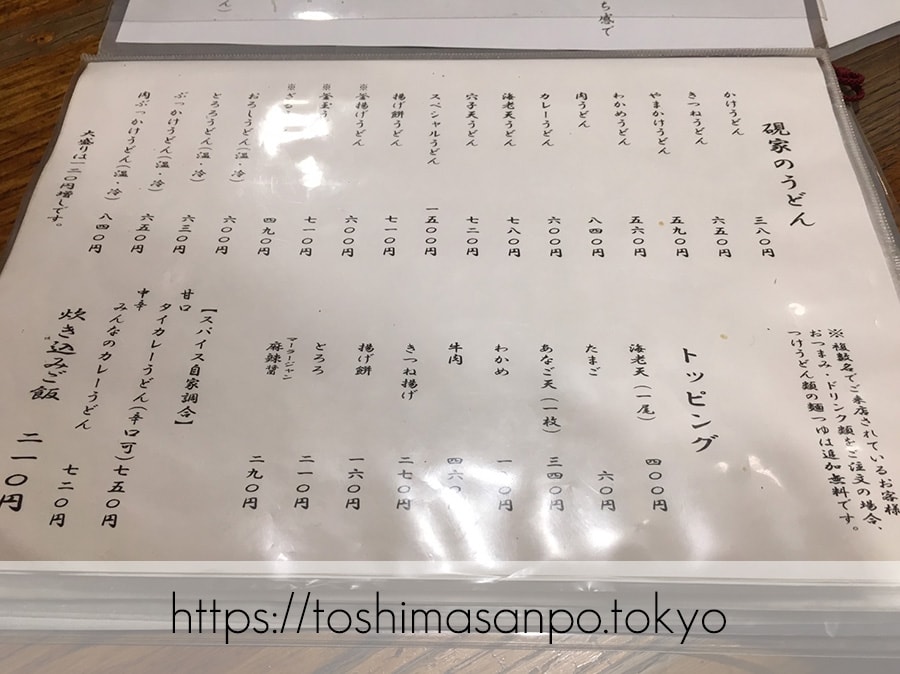 ち感で
※複数名でご来店されているお客様
おつまみ・ドリンク類をご注文の場合、
つけうどん類の麺つゆは追加無料です。
硯家のうどん
かけうどん 三八〇円
きつねうどん 六五〇円
やまかけうどん 五九〇円
わかめうどん 五六〇円
肉うどん 八四〇円
カレーうどん 六〇〇円
海老天うどん 七八〇円
穴子天うどん 七二〇円
スペシャルうどん 一五〇〇円
揚げ餅うどん 七一〇円
※釜揚げうどん 六〇〇円
※釜玉う 七一〇円
※ざる 四九〇円
おろしうどん（温・冷） 六〇〇円
とろろうどん（温・冷） 六三〇円
ぶっかけうどん（温・冷） 六五〇円
肉ぶっかけうどん（温・冷） 八四〇円
大盛りは一二〇円増しです。
トッピング
海老天（一尾） 四〇〇円
たまご 六〇円
あなご天（一枚） 三四〇円
わかめ
牛肉 四六〇
きつね揚げ 二七〇円
揚げ餅 一六〇円
とろろ 二一〇円
マーラージャン
麻辣醤 二九〇円
【スパイス自家調合】
甘口 タイカレーうどん（辛口可） 七五〇円
中辛 みんなのカレーうどん 七二〇円
炊き込みご飯 二一〇円
https://toshimasanpo.tokyo